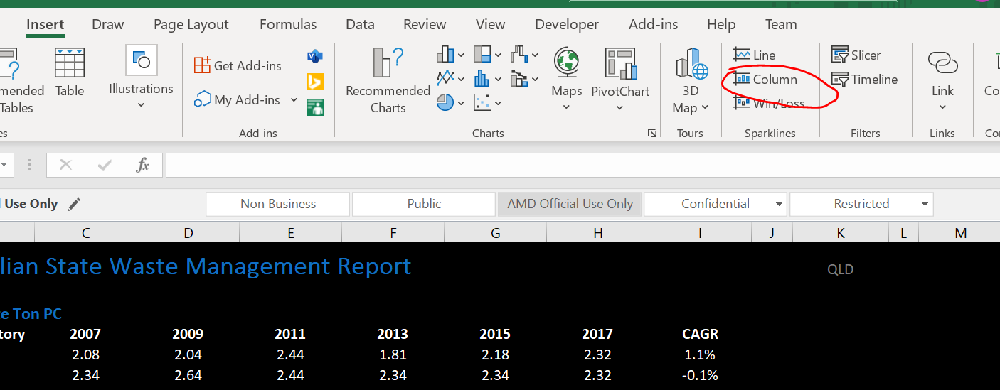 Insert Draw Page Layout Formulas Data Review View Developer Add-ins Help Team
mended Tables
Table
Illustrations
Get Add-ins
My Add-ins
Add-ins
Recommended Charts
Maps
PivotChart
Charts
3D Map
Tours
Line
Column
Win/Loss
Sparklines
Slicer
Timeline
Filters
Link
Links
Co
fx
Use Only Non Business Public AMD Official Use Only Confidential Restricted
C D E F G H I J K L M
lian State Waste Management Report QLD
te Ton PC
tory 2007 2009 2011 2013 2015 2017 CAGR
2.08 2.04 2.44 1.81 2.18 2.32 1.1%
2.34 2.64 2.44 2.34 2.34 2.32 -0.1%